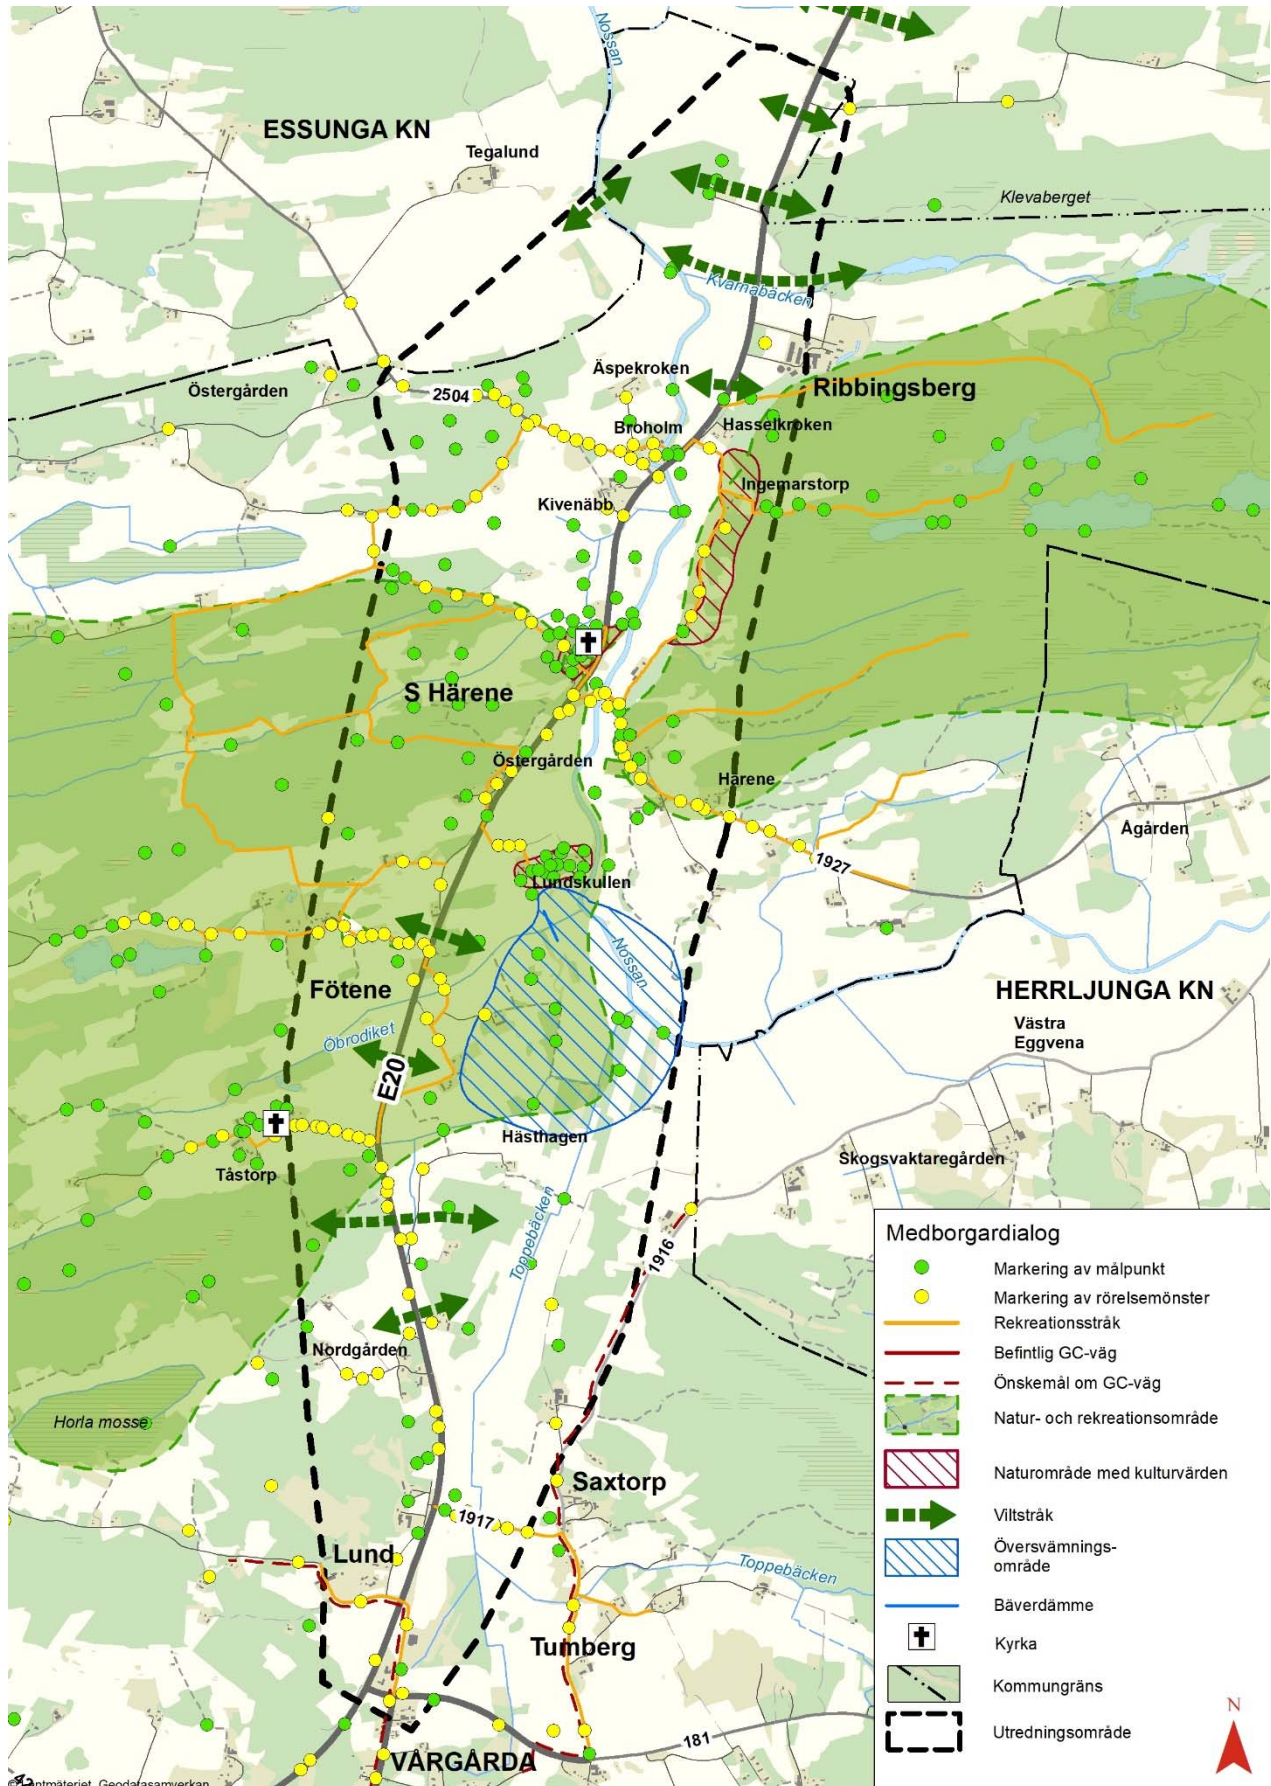 Nossan
ESSUNGA KN
Tegalund
Klevaberget
Kvarnabäcken
Äspekroken
Östergården
2504
Ribbingsberg
Broholm
Hasselkroken
Ingemarstorp
Kivenäbb
S Härene
Östergården
Härene
Ågården
1927
Lundskullen
Nossan
Fötene
HERRLJUNGA KN
Västra
Eggvena
Öbrodiket
E20
Hästhagen
Skogsvaktaregården
Tåstorp
Toppebäcken
1916
Nordgården
Horla mosse
Saxtorp
1917
Lund
Toppebäcken
Tumberg
181
VÅRGÅRDA
Medborgardialog
Markering av målpunkt
Markering av rörelsemönster
Rekreationsstråk
Befintlig GC-väg
Önskemål om GC-väg
Natur- och rekreationsområde
Naturområde med kulturvärden
Viltstråk
Översvämnings-
område
Bäverdämme
Kyrka
Kommungräns
Utredningsområde
N
Geodatasamverkan